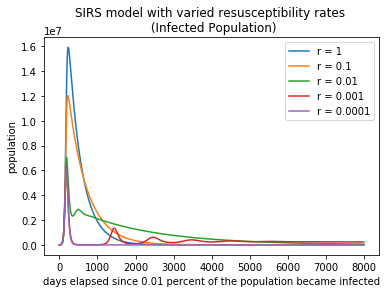 SIRS model with varied resusceptibility rates
(Infected Population)
1e7
r = 1
r = 0.1
r = 0.01
r = 0.001
r = 0.0001
1.6
1.4
1.2
1.0
0.8
0.6
0.4
0.2
0.0
population
0 1000 2000 3000 4000 5000 6000 7000 8000
days elapsed since 0.01 percent of the population became infected